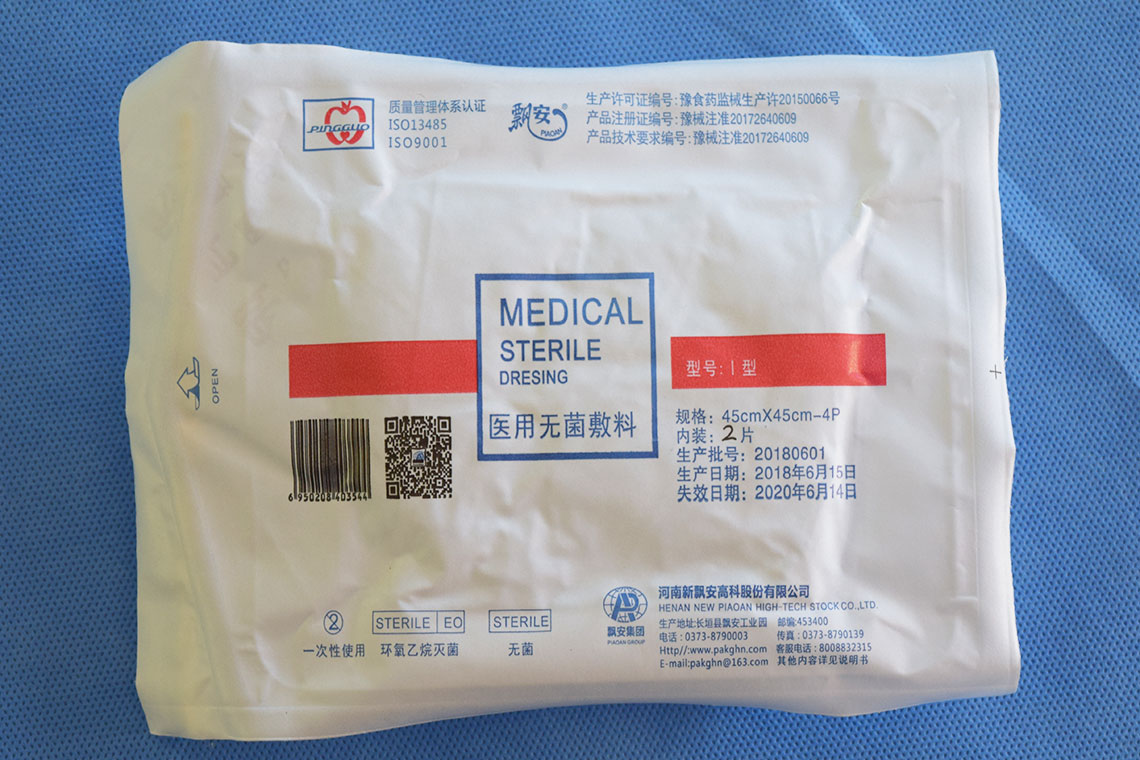 PINGGUO
质量管理体系认证
ISO13485
ISO9001
飘安®
PIAOAN
生产许可证编号:豫食药监械生产许20150066号
产品注册证编号:豫械注准20172640609
产品技术要求编号:豫械注准20172640609
MEDICAL
STERILE
DRESING
医用无菌敷料
型号:I型
OPEN
规格:45cmX45cm-4P
内装:2片
生产批号:20180601
生产日期:2018年6月15日
失效日期:2020年6月14日
6 950208 403544
2
一次性使用
STERILE EO
环氧乙烷灭菌
STERILE
无菌
飘安集团
PIAOAN GROUP
河南新飘安高科股份有限公司
HENAN NEW PIAOAN HIGH-TECH STOCK CO.,LTD.
生产地址:长垣县飘安工业园 邮编:453400
电话:0373-8790003 传真:0373-8790139
Http//:www.pakghn.com 客服电话:8008832315
E-mail:pakghn@163.com 其他内容详见说明书